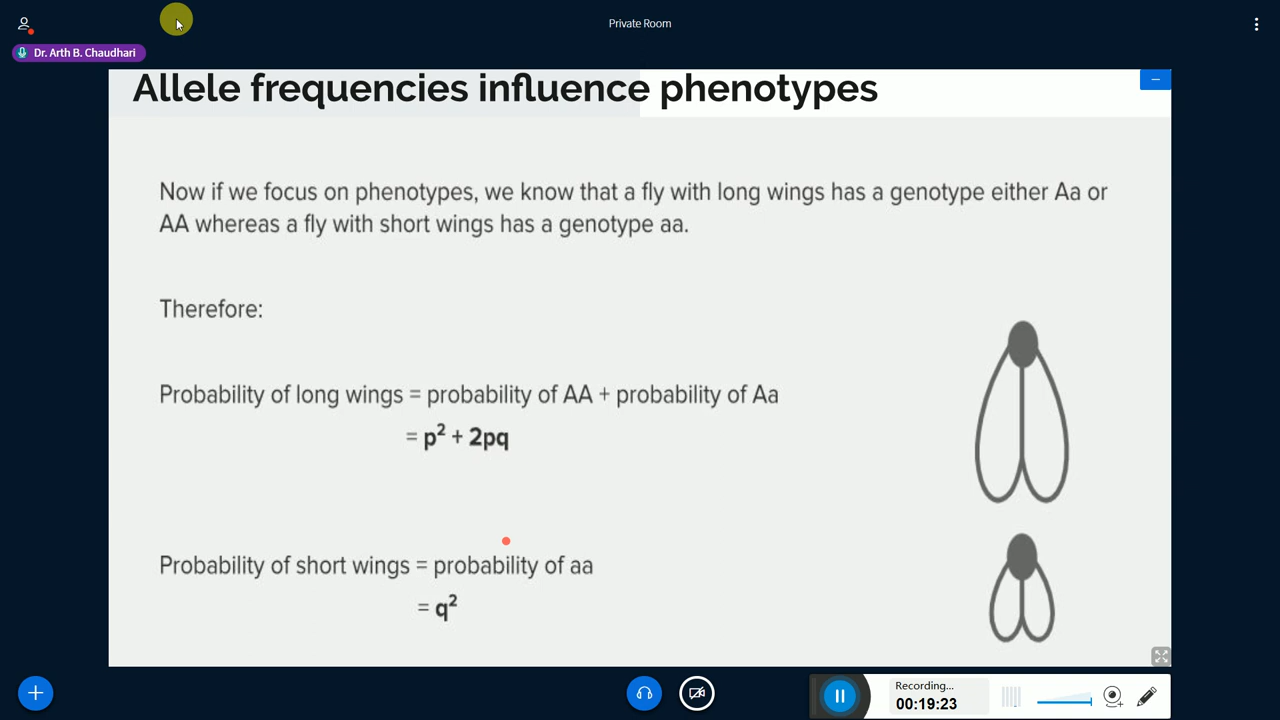 Private Room
Dr. Arth B. Chaudhari
Allele frequencies influence phenotypes
Now if we focus on phenotypes, we know that a fly with long wings has a genotype either Aa or
AA whereas a fly with short wings has a genotype aa.
Therefore:
Probability of long wings = probability of AA + probability of Aa
= p² + 2pq
Probability of short wings = probability of aa
= q²
Recording...
00:19:23